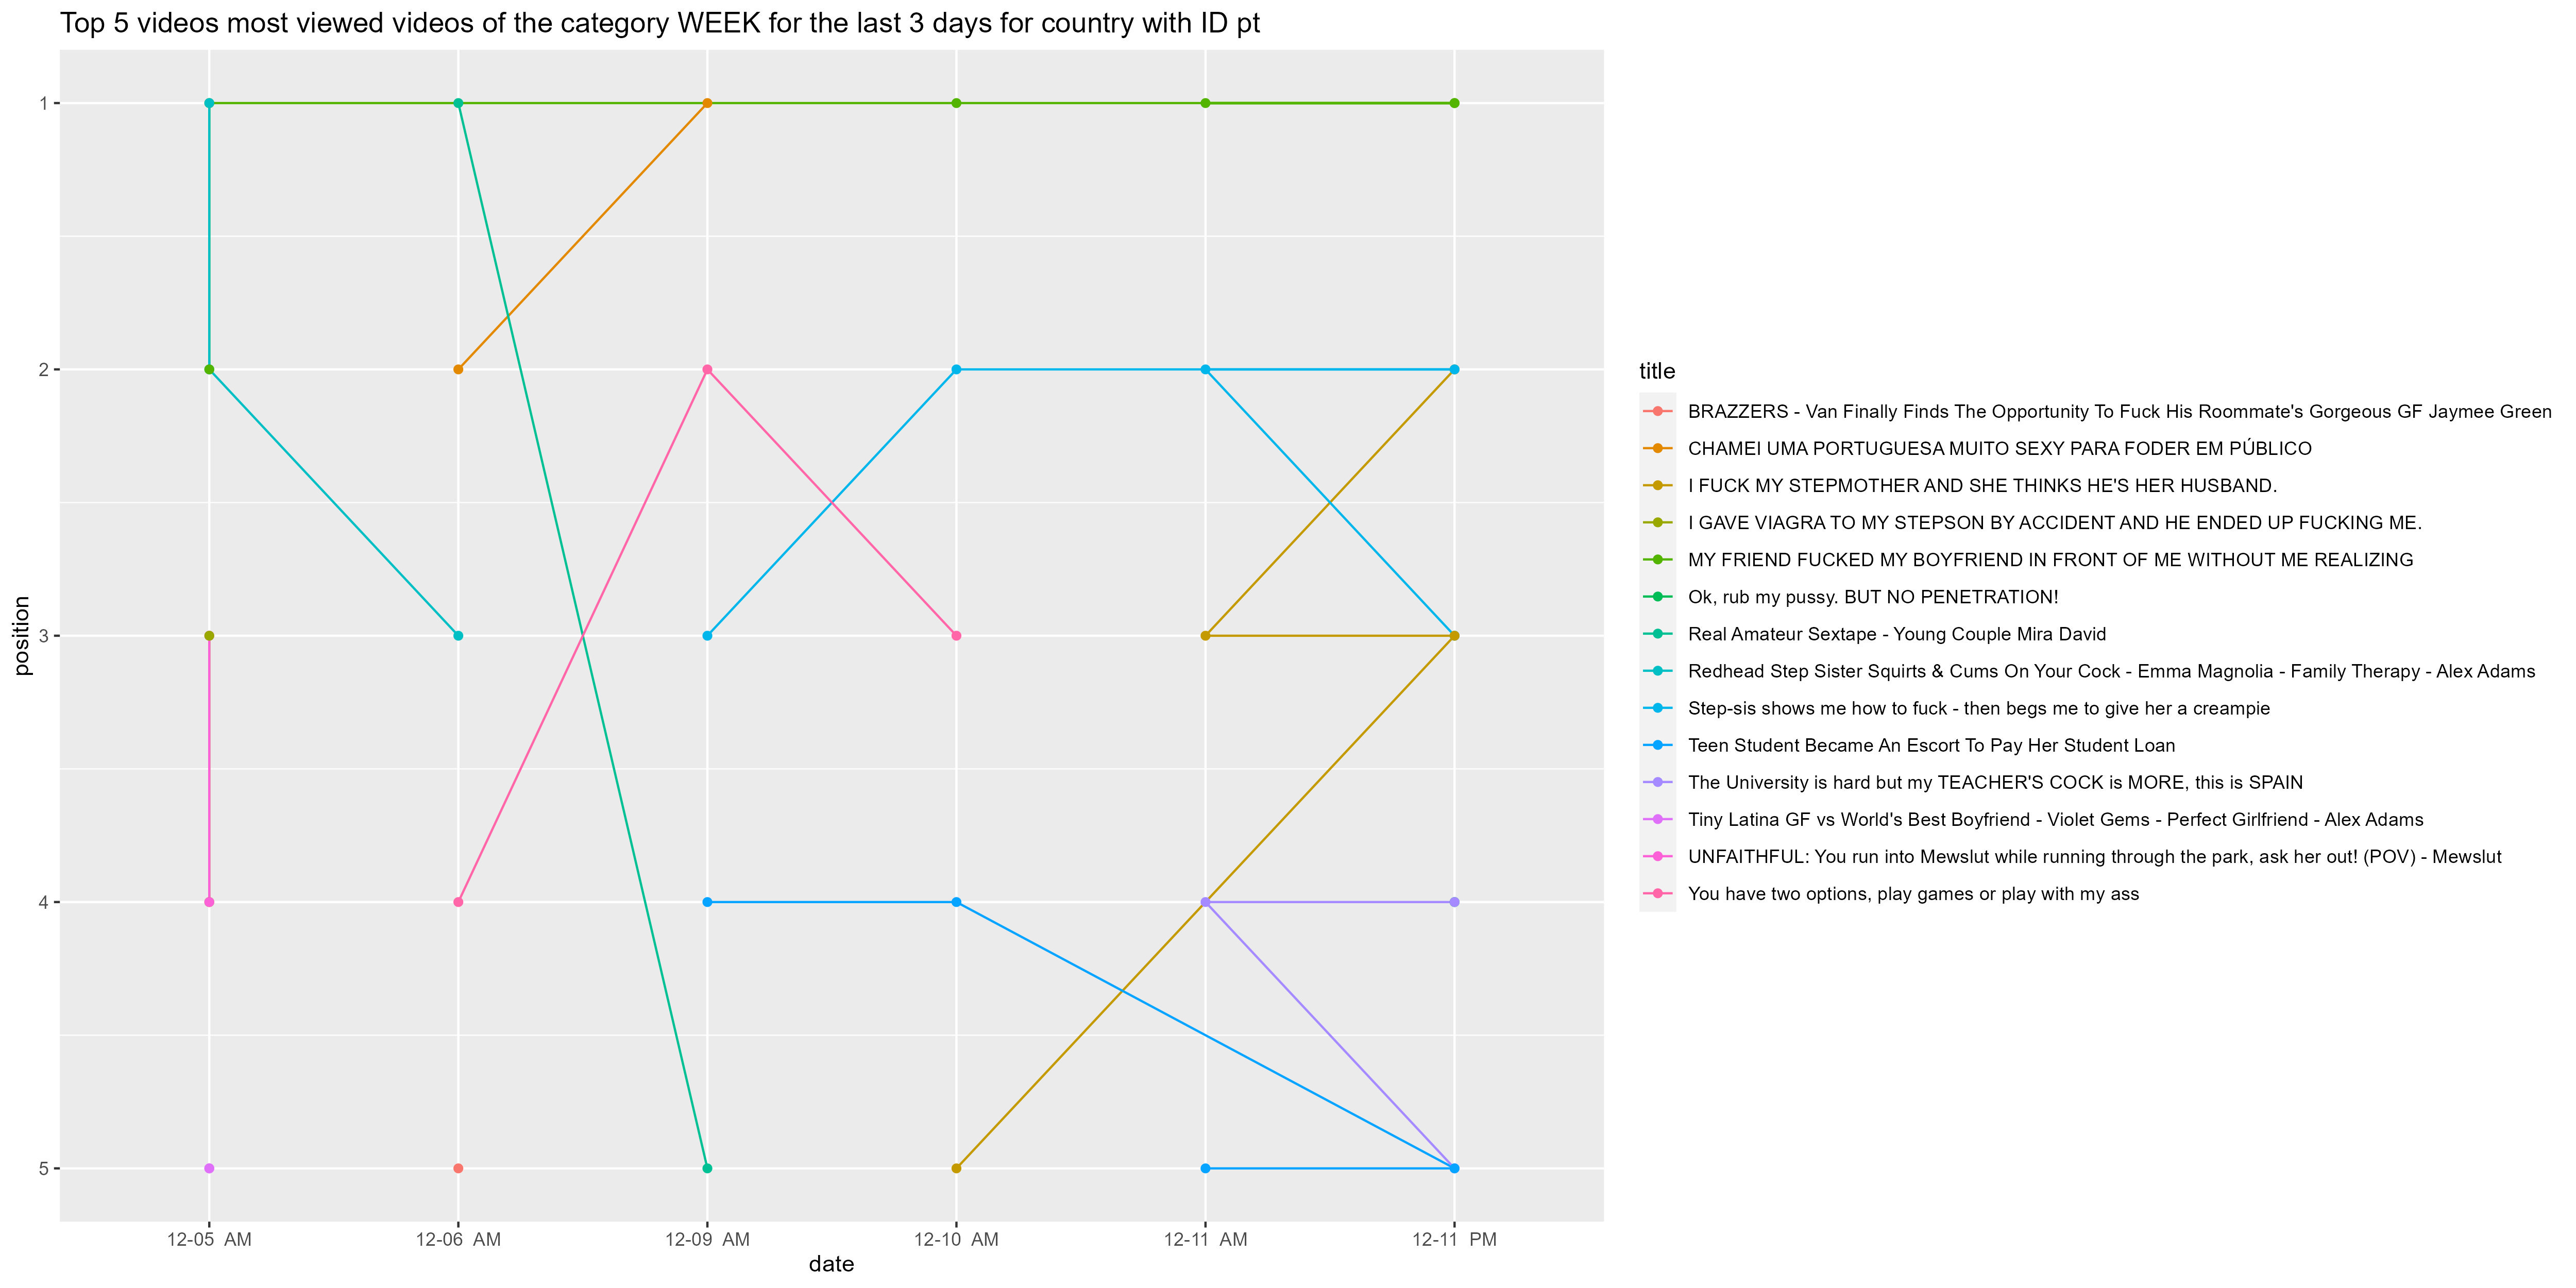 Top 5 videos most viewed videos of the category WEEK for the last 3 days for country with ID pt
position
1
2
3
4
5
12-05 AM
12-06 AM
12-09 AM
12-10 AM
12-11 AM
12-11 PM
date
title
BRAZZERS - Van Finally Finds The Opportunity To Fuck His Roommate's Gorgeous GF Jaymee Green
CHAMEI UMA PORTUGUESA MUITO SEXY PARA FODER EM PÚBLICO
I FUCK MY STEPMOTHER AND SHE THINKS HE'S HER HUSBAND.
I GAVE VIAGRA TO MY STEPSON BY ACCIDENT AND HE ENDED UP FUCKING ME.
MY FRIEND FUCKED MY BOYFRIEND IN FRONT OF ME WITHOUT ME REALIZING
Ok, rub my pussy. BUT NO PENETRATION!
Real Amateur Sextape - Young Couple Mira David
Redhead Step Sister Squirts & Cums On Your Cock - Emma Magnolia - Family Therapy - Alex Adams
Step-sis shows me how to fuck - then begs me to give her a creampie
Teen Student Became An Escort To Pay Her Student Loan
The University is hard but my TEACHER'S COCK is MORE, this is SPAIN
Tiny Latina GF vs World's Best Boyfriend - Violet Gems - Perfect Girlfriend - Alex Adams
UNFAITHFUL: You run into Mewslut while running through the park, ask her out! (POV) - Mewslut
You have two options, play games or play with my ass